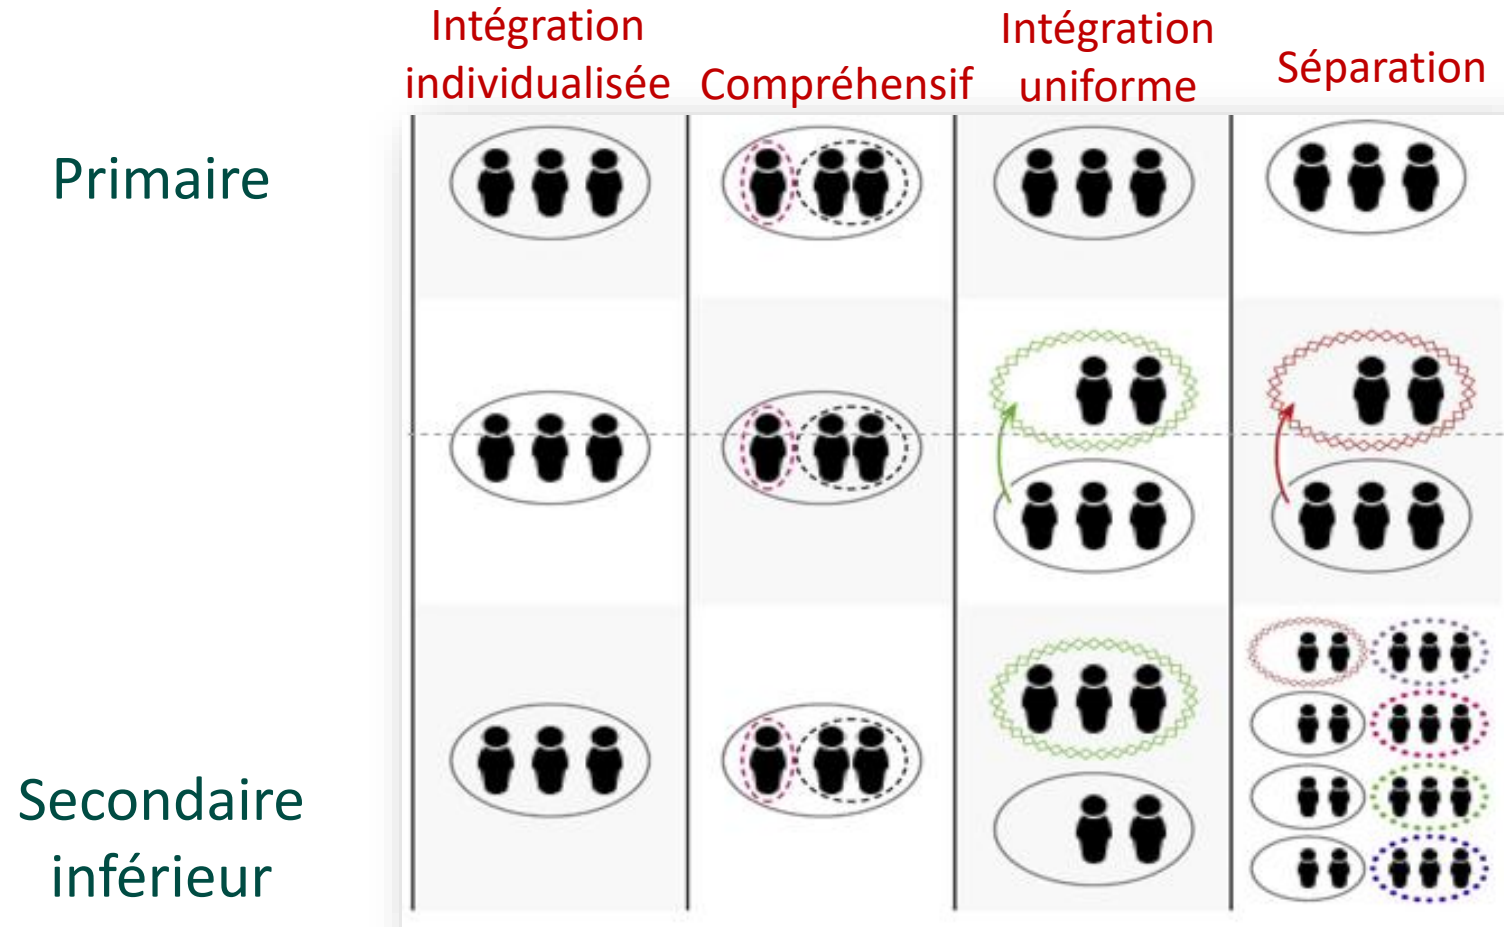 Intégration
individualisée
Compréhensif
Intégration
uniforme
Séparation
Primaire
Secondaire
inférieur